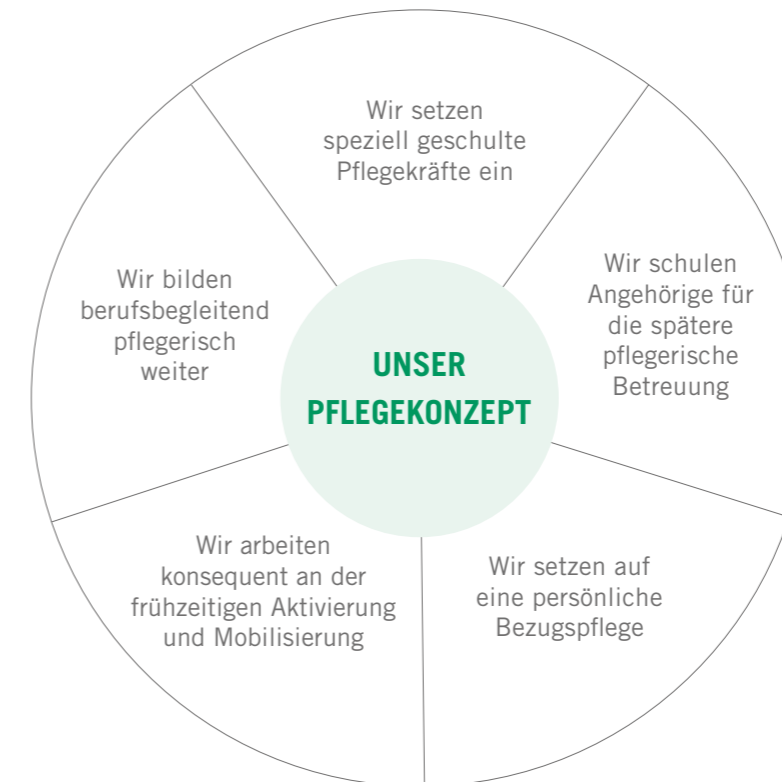 Wir setzen
speziell geschulte
Pflegekräfte ein
Wir schulen
Angehörige für
die spätere
pflegerische
Betreuung
Wir setzen auf
eine persönliche
Bezugspflege
Wir arbeiten
konsequent an der
frühzeitigen Aktivierung
und Mobilisierung
Wir bilden
berufsbegleitend
pflegerisch
weiter
UNSER
PFLEGEKONZEPT